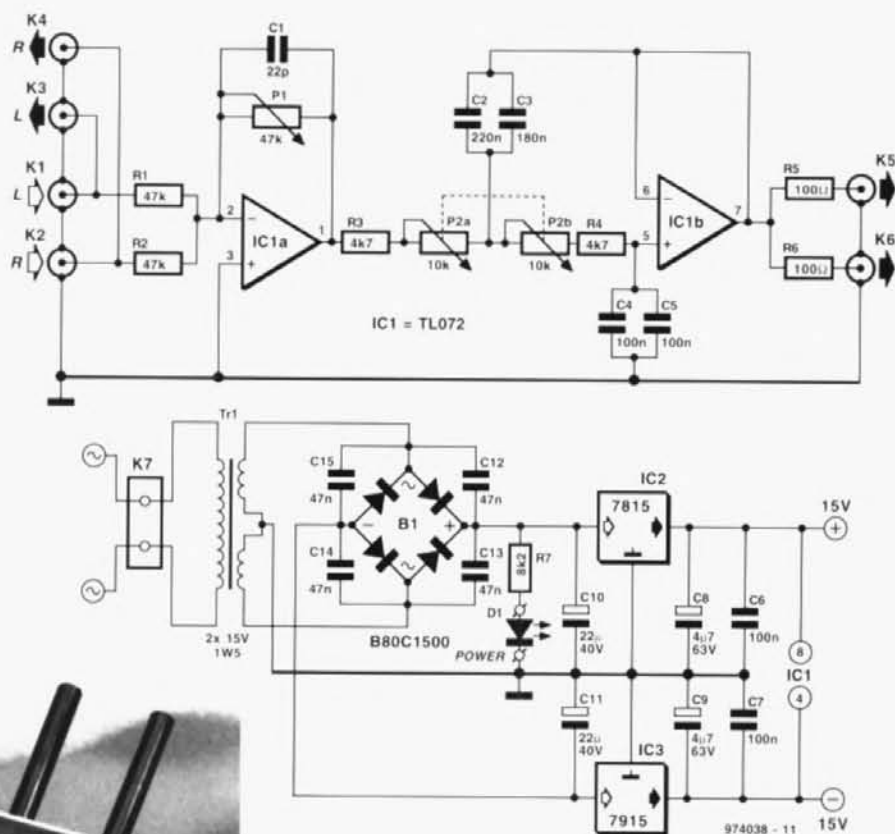 K4
R
K3
L
K1
L
K2
R
R1
47k
R2
47k
C1
22p
P1
47k
2
–
IC1a
1
3
+
R3
4k7
P2a
10k
C2
220n
C3
180n
P2b
10k
R4
4k7
6
–
IC1b
7
5
+
C4
100n
C5
100n
R5
100Ω
R6
100Ω
K5
K6
IC1 = TL072
K7
Tr1
2x 15V
1W5
C15
47n
C12
47n
C14
47n
C13
47n
–
B1
+
B80C1500
R7
8k2
D1
POWER
C10
22µ
40V
C11
22µ
40V
IC2
7815
IC3
7915
C8
4µ7
63V
C9
4µ7
63V
C6
100n
C7
100n
15V
+
8
IC1
4
–
15V
974038 - 11